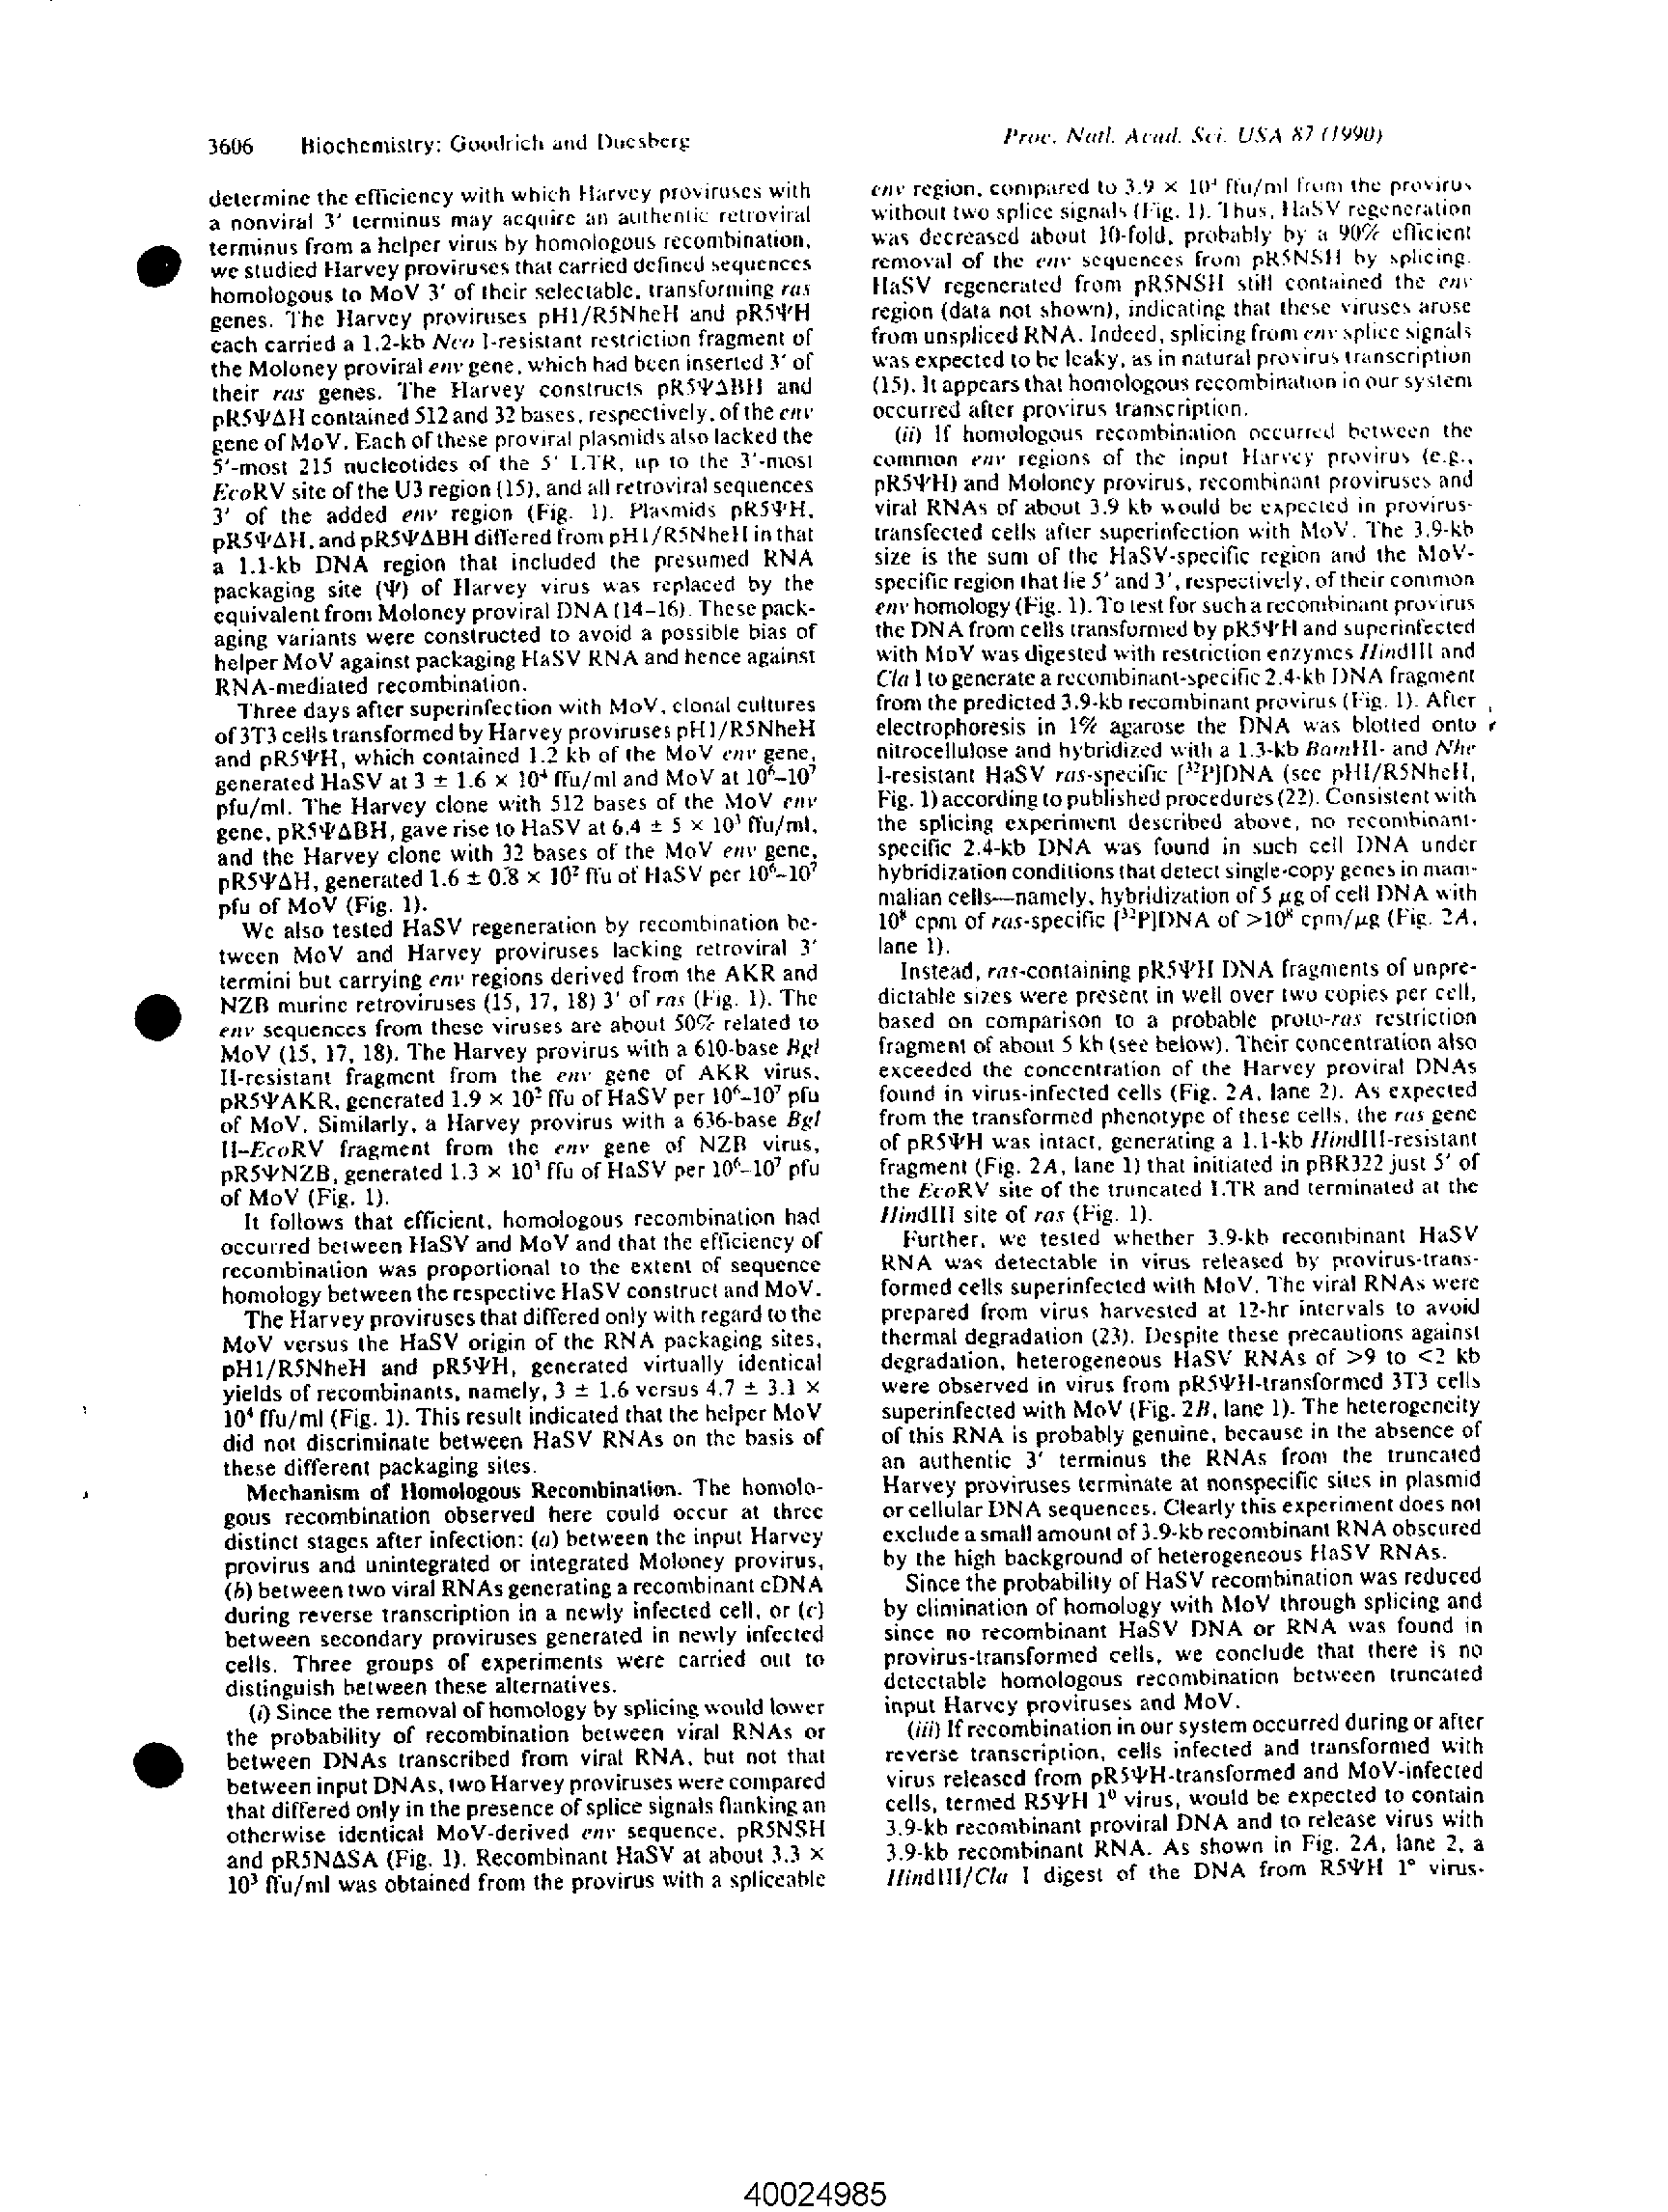 3606 Biochemistry: Goodrich and Duesberg
Proc. Natl. Acad. Sci. USA 87 (1990)
determine the efficiency with which Harvey proviruses with
a nonviral 3' terminus may acquire an authentic retroviral
terminus from a helper virus by homologous recombination,
we studied Harvey proviruses that carried defined sequences
homologous to MoV 3' of their selectable, transforming ras
genes. The Harvey proviruses pH1/R5NheH and pR5ΨH
each carried a 1.2-kb Nco I-resistant restriction fragment of
the Moloney proviral env gene, which had been inserted 3' of
their ras genes. The Harvey constructs pR5ΨΔBH and
pR5ΨΔH contained 512 and 32 bases, respectively, of the env
gene of MoV. Each of these proviral plasmids also lacked the
5'-most 215 nucleotides of the 5' LTR, up to the 3'-most
EcoRV site of the U3 region (15), and all retroviral sequences
3' of the added env region (Fig. 1). Plasmids pR5ΨH,
pR5ΨΔH, and pR5ΨΔBH differed from pH1/R5NheH in that
a 1.1-kb DNA region that included the presumed RNA
packaging site (Ψ) of Harvey virus was replaced by the
equivalent from Moloney proviral DNA (14–16). These pack-
aging variants were constructed to avoid a possible bias of
helper MoV against packaging HaSV RNA and hence against
RNA-mediated recombination.
Three days after superinfection with MoV, clonal cultures
of 3T3 cells transformed by Harvey proviruses pH1/R5NheH
and pR5ΨH, which contained 1.2 kb of the MoV env gene,
generated HaSV at 3 ± 1.6 × 10⁴ ffu/ml and MoV at 10⁶–10⁷
pfu/ml. The Harvey clone with 512 bases of the MoV env
gene, pR5ΨΔBH, gave rise to HaSV at 6.4 ± 5 × 10³ ffu/ml,
and the Harvey clone with 32 bases of the MoV env gene,
pR5ΨΔH, generated 1.6 ± 0.8 × 10² ffu of HaSV per 10⁶–10⁷
pfu of MoV (Fig. 1).
We also tested HaSV regeneration by recombination be-
tween MoV and Harvey proviruses lacking retroviral 3'
termini but carrying env regions derived from the AKR and
NZB murine retroviruses (15, 17, 18) 3' of ras (Fig. 1). The
env sequences from these viruses are about 50% related to
MoV (15, 17, 18). The Harvey provirus with a 610-base Bgl
II-resistant fragment from the env gene of AKR virus,
pR5ΨAKR, generated 1.9 × 10² ffu of HaSV per 10⁶–10⁷ pfu
of MoV. Similarly, a Harvey provirus with a 636-base Bgl
II–EcoRV fragment from the env gene of NZB virus,
pR5ΨNZB, generated 1.3 × 10³ ffu of HaSV per 10⁶–10⁷ pfu
of MoV (Fig. 1).
It follows that efficient, homologous recombination had
occurred between HaSV and MoV and that the efficiency of
recombination was proportional to the extent of sequence
homology between the respective HaSV construct and MoV.
The Harvey proviruses that differed only with regard to the
MoV versus the HaSV origin of the RNA packaging sites,
pH1/R5NheH and pR5ΨH, generated virtually identical
yields of recombinants, namely, 3 ± 1.6 versus 4.7 ± 3.1 ×
10⁴ ffu/ml (Fig. 1). This result indicated that the helper MoV
did not discriminate between HaSV RNAs on the basis of
these different packaging sites.
Mechanism of Homologous Recombination. The homolo-
gous recombination observed here could occur at three
distinct stages after infection: (a) between the input Harvey
provirus and unintegrated or integrated Moloney provirus,
(b) between two viral RNAs generating a recombinant cDNA
during reverse transcription in a newly infected cell, or (c)
between secondary proviruses generated in newly infected
cells. Three groups of experiments were carried out to
distinguish between these alternatives.
(i) Since the removal of homology by splicing would lower
the probability of recombination between viral RNAs or
between DNAs transcribed from viral RNA, but not that
between input DNAs, two Harvey proviruses were compared
that differed only in the presence of splice signals flanking an
otherwise identical MoV-derived env sequence, pR5NSH
and pR5NΔSA (Fig. 1). Recombinant HaSV at about 3.3 ×
10³ ffu/ml was obtained from the provirus with a spliceable
env region, compared to 3.9 × 10⁴ ffu/ml from the provirus
without two splice signals (Fig. 1). Thus, HaSV regeneration
was decreased about 10-fold, probably by a 90% efficient
removal of the env sequences from pR5NSH by splicing.
HaSV regenerated from pR5NSH still contained the env
region (data not shown), indicating that these viruses arose
from unspliced RNA. Indeed, splicing from env splice signals
was expected to be leaky, as in natural provirus transcription
(15). It appears that homologous recombination in our system
occurred after provirus transcription.
(ii) If homologous recombination occurred between the
common env regions of the input Harvey provirus (e.g.,
pR5ΨH) and Moloney provirus, recombinant proviruses and
viral RNAs of about 3.9 kb would be expected in provirus-
transfected cells after superinfection with MoV. The 3.9-kb
size is the sum of the HaSV-specific region and the MoV-
specific region that lie 5' and 3', respectively, of their common
env homology (Fig. 1). To test for such a recombinant provirus
the DNA from cells transformed by pR5ΨH and superinfected
with MoV was digested with restriction enzymes HindIII and
Cla I to generate a recombinant-specific 2.4-kb DNA fragment
from the predicted 3.9-kb recombinant provirus (Fig. 1). After
electrophoresis in 1% agarose the DNA was blotted onto
nitrocellulose and hybridized with a 1.3-kb BamHI- and Nhe
I-resistant HaSV ras-specific [³²P]DNA (see pH1/R5NheH,
Fig. 1) according to published procedures (22). Consistent with
the splicing experiment described above, no recombinant-
specific 2.4-kb DNA was found in such cell DNA under
hybridization conditions that detect single-copy genes in mam-
malian cells—namely, hybridization of 5 μg of cell DNA with
10⁸ cpm of ras-specific [³²P]DNA of >10⁸ cpm/μg (Fig. 2A,
lane 1).
Instead, ras-containing pR5ΨH DNA fragments of unpre-
dictable sizes were present in well over two copies per cell,
based on comparison to a probable proto-ras restriction
fragment of about 5 kb (see below). Their concentration also
exceeded the concentration of the Harvey proviral DNAs
found in virus-infected cells (Fig. 2A, lane 2). As expected
from the transformed phenotype of these cells, the ras gene
of pR5ΨH was intact, generating a 1.1-kb HindIII-resistant
fragment (Fig. 2A, lane 1) that initiated in pBR322 just 5' of
the EcoRV site of the truncated LTR and terminated at the
HindIII site of ras (Fig. 1).
Further, we tested whether 3.9-kb recombinant HaSV
RNA was detectable in virus released by provirus-trans-
formed cells superinfected with MoV. The viral RNAs were
prepared from virus harvested at 12-hr intervals to avoid
thermal degradation (23). Despite these precautions against
degradation, heterogeneous HaSV RNAs of >9 to <2 kb
were observed in virus from pR5ΨH-transformed 3T3 cells
superinfected with MoV (Fig. 2B, lane 1). The heterogeneity
of this RNA is probably genuine, because in the absence of
an authentic 3' terminus the RNAs from the truncated
Harvey proviruses terminate at nonspecific sites in plasmid
or cellular DNA sequences. Clearly this experiment does not
exclude a small amount of 3.9-kb recombinant RNA obscured
by the high background of heterogeneous HaSV RNAs.
Since the probability of HaSV recombination was reduced
by elimination of homology with MoV through splicing and
since no recombinant HaSV DNA or RNA was found in
provirus-transformed cells, we conclude that there is no
detectable homologous recombination between truncated
input Harvey proviruses and MoV.
(iii) If recombination in our system occurred during or after
reverse transcription, cells infected and transformed with
virus released from pR5ΨH-transformed and MoV-infected
cells, termed R5ΨH 1° virus, would be expected to contain
3.9-kb recombinant proviral DNA and to release virus with
3.9-kb recombinant RNA. As shown in Fig. 2A, lane 2, a
HindIII/Cla I digest of the DNA from R5ΨH 1° virus-
40024985